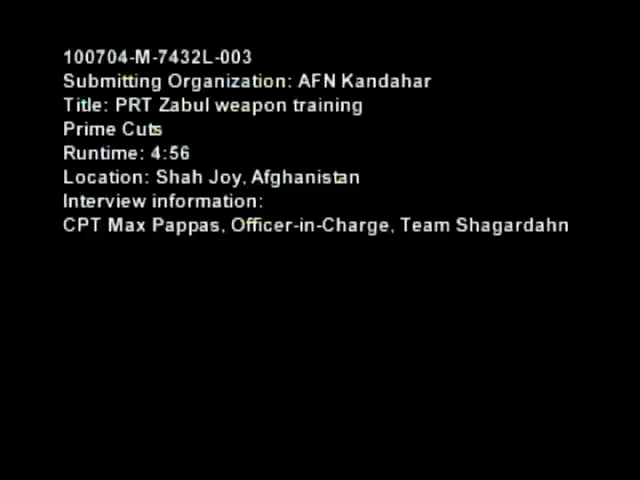 100704-M-7432L-003
Submitting Organization: AFN Kandahar
Title: PRT Zabul weapon training
Prime Cuts
Runtime: 4:56
Location: Shah Joy, Afghanistan
Interview information:
CPT Max Pappas, Officer-in-Charge, Team Shagardahn